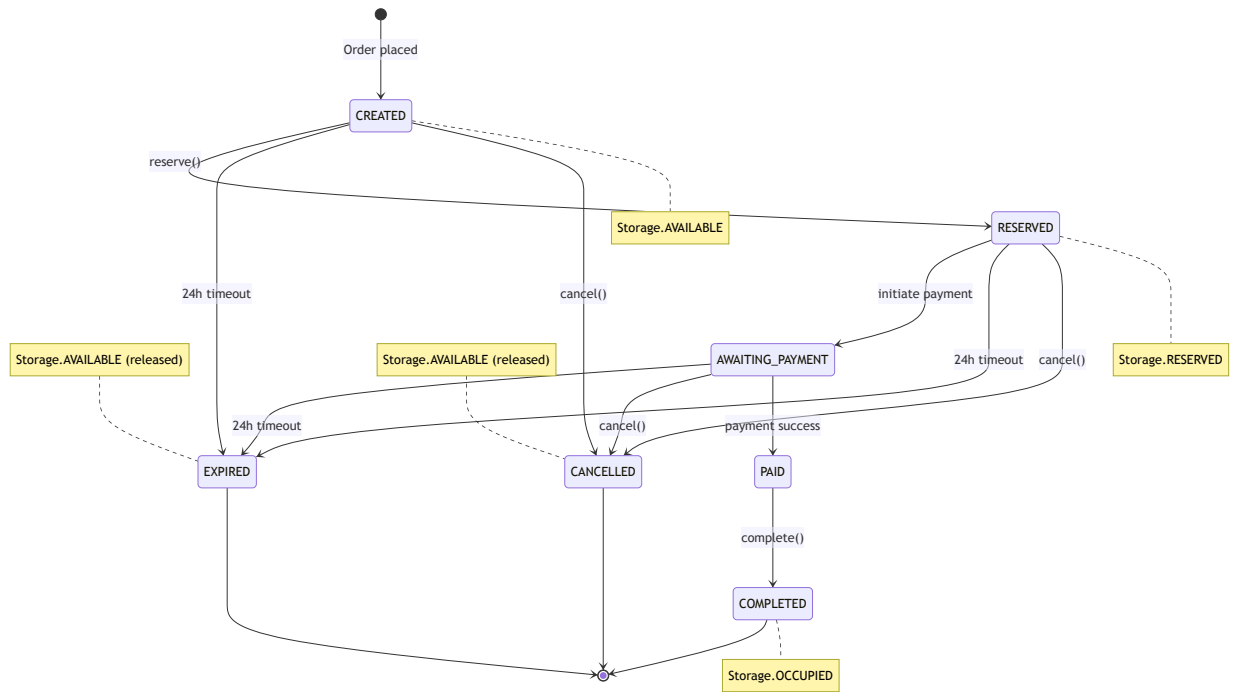 Order placed
CREATED
reserve()
Storage.AVAILABLE
RESERVED
24h timeout
cancel()
initiate payment
Storage.AVAILABLE (released)
Storage.AVAILABLE (released)
AWAITING_PAYMENT
24h timeout
cancel()
Storage.RESERVED
24h timeout
cancel()
payment success
EXPIRED
CANCELLED
PAID
complete()
COMPLETED
Storage.OCCUPIED